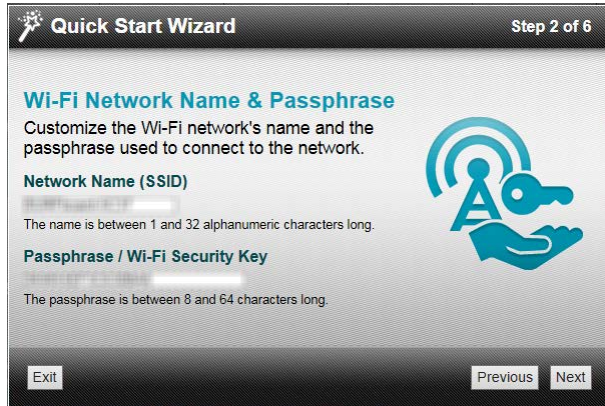 Quick Start Wizard
Step 2 of 6
Wi-Fi Network Name & Passphrase
Customize the Wi-Fi network's name and the
passphrase used to connect to the network.
Network Name (SSID)
The name is between 1 and 32 alphanumeric characters long.
Passphrase / Wi-Fi Security Key
The passphrase is between 8 and 64 characters long.
Exit
Previous
Next